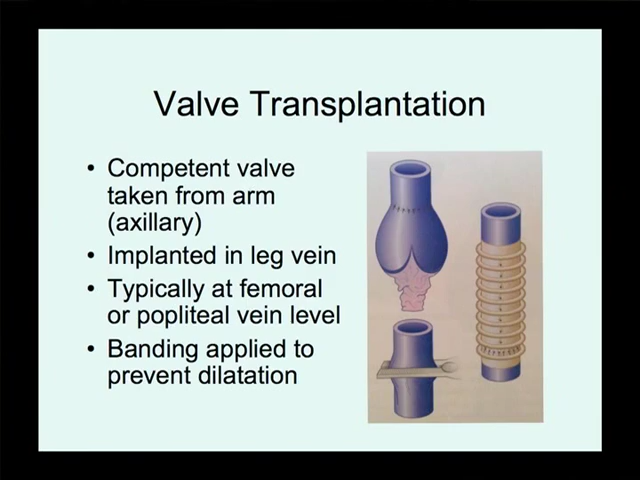 Valve Transplantation
• Competent valve
taken from arm
(axillary)
• Implanted in leg vein
• Typically at femoral
or popliteal vein level
• Banding applied to
prevent dilatation